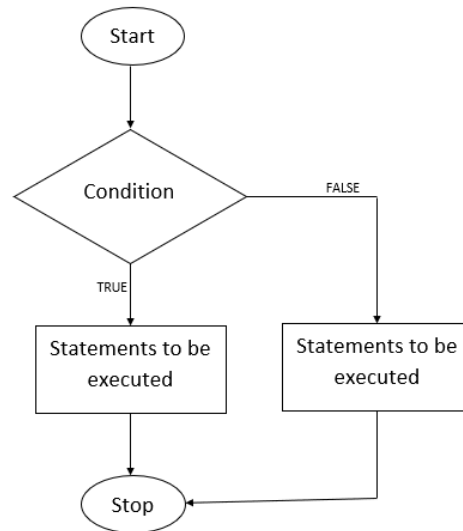 Start
Condition
FALSE
TRUE
Statements to be
executed
Statements to be
executed
Stop